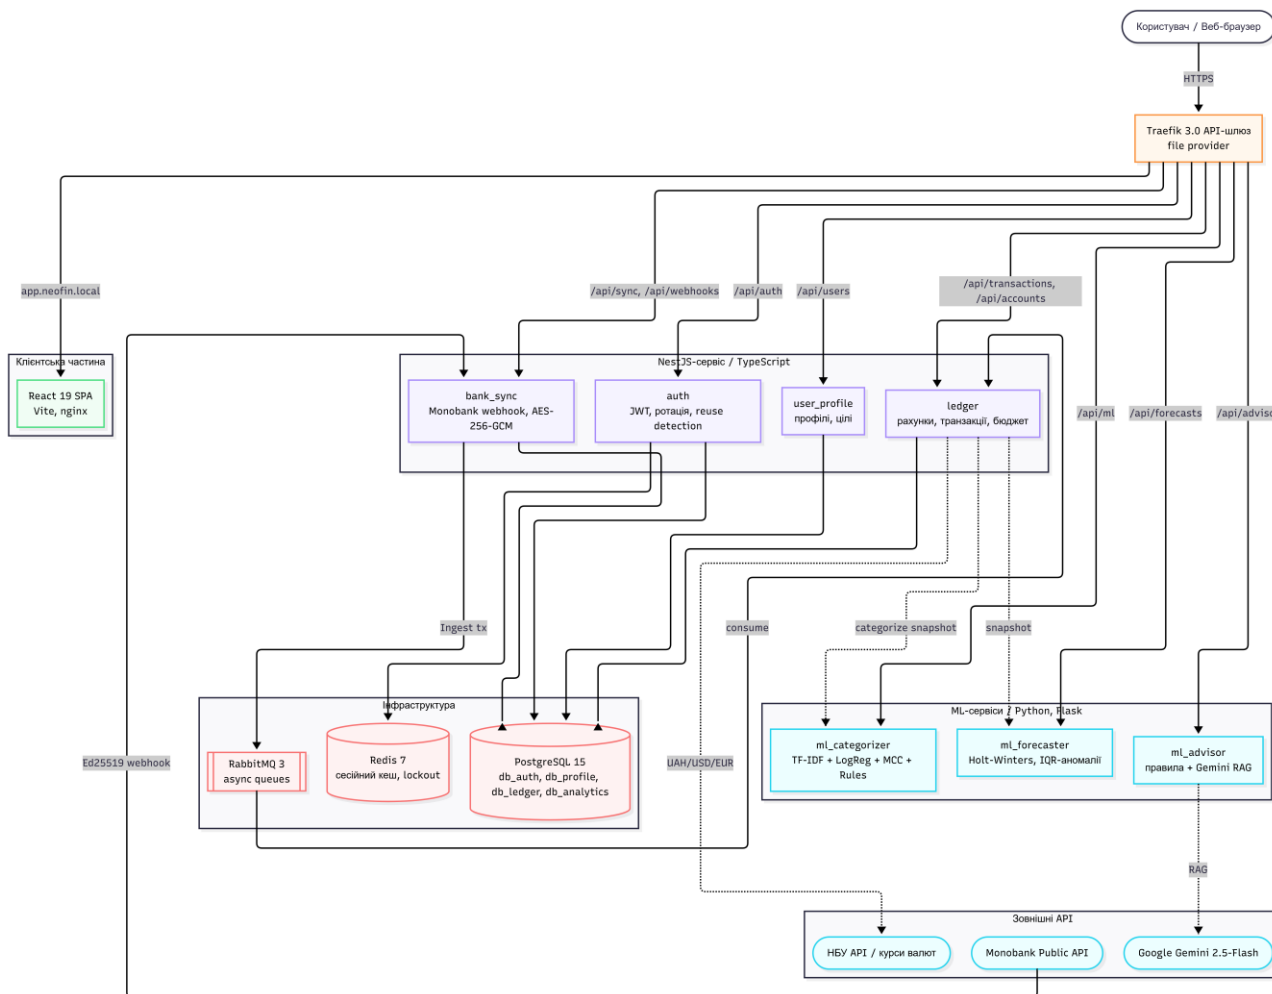 Користувач / Веб-браузер
HTTPS
Traefik 3.0 API-шлюз
file provider
app.neofin.local
/api/sync, /api/webhooks
/api/auth
/api/users
/api/transactions,
/api/accounts
Клієнтська частина
React 19 SPA
Vite, nginx
NestJS-сервіс / TypeScript
bank_sync
Monobank webhook, AES-
256-GCM
auth
JWT, ротація, reuse
detection
user_profile
профілі, цілі
ledger
рахунки, транзакції, бюджет
/api/ml
/api/forecasts
Ingest tx
consume
categorize snapshot
snapshot
Інфраструктура
RabbitMQ 3
async queues
Redis 7
сесійний кеш, lockout
PostgreSQL 15
db_auth, db_profile,
db_ledger, db_analytics
Ed25519 webhook
UAH/USD/EUR
ML-сервіси / Python, Flask
ml_categorizer
TF-IDF + LogReg + MCC +
Rules
ml_forecaster
Holt-Winters, IQR-аномалії
ml_advisor
правила + Gemini RAG
RAG
Зовнішні API
НБУ API / курси валют
Monobank Public API
Google Gemini 2.5-Flash